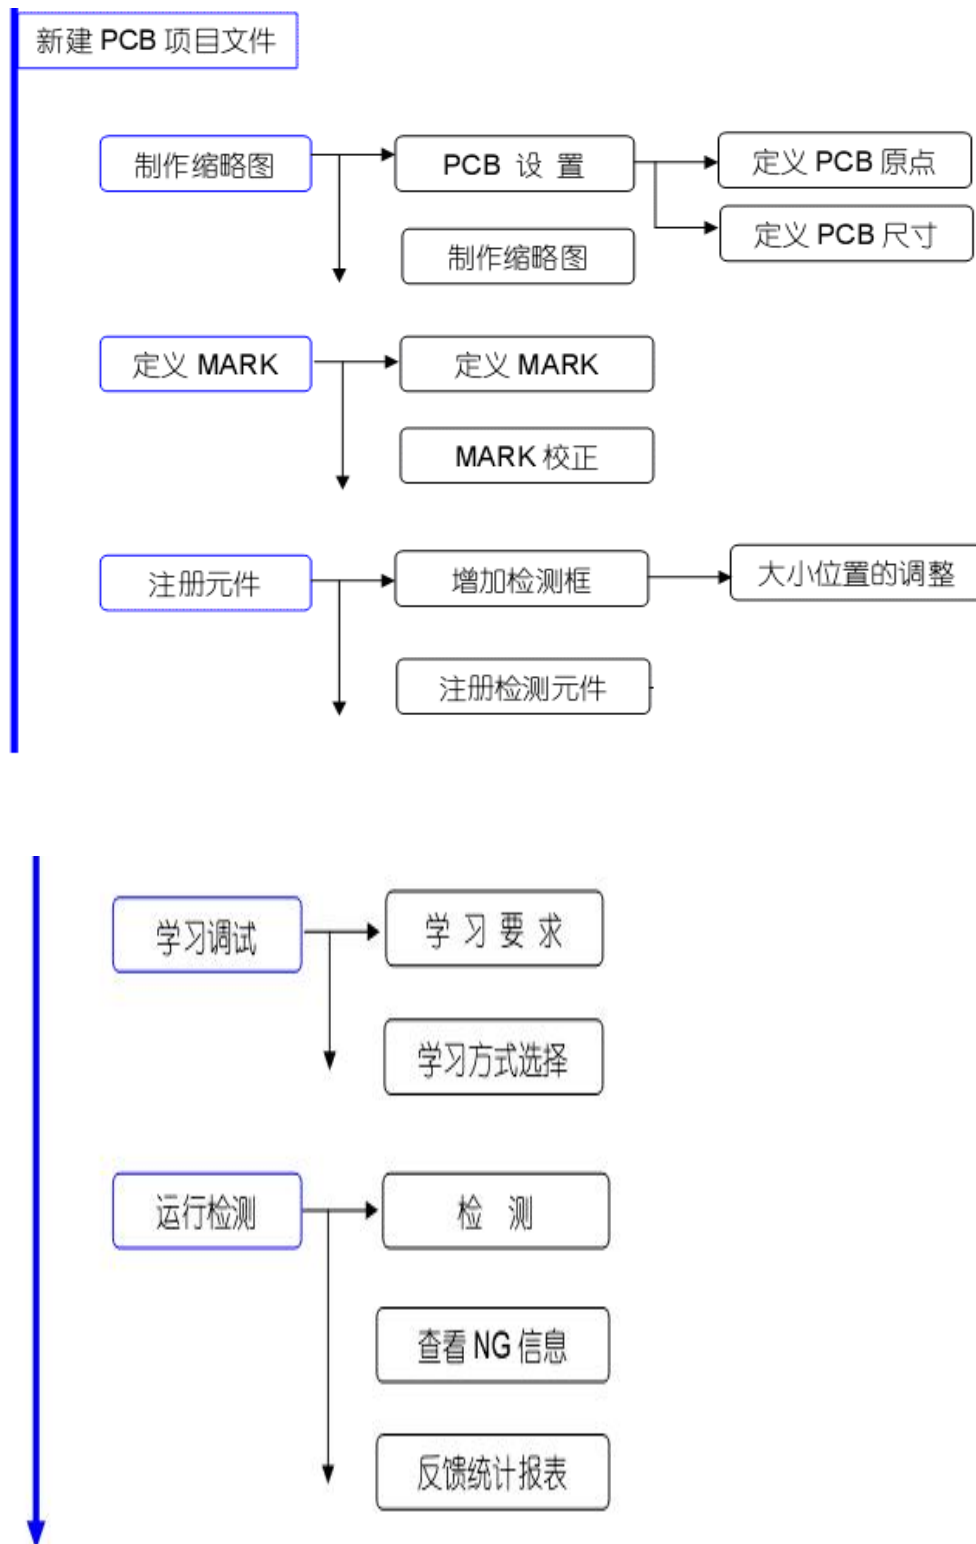 新建 PCB 项目文件
制作缩略图
PCB 设 置
定义 PCB 原点
定义 PCB 尺寸
制作缩略图
定义 MARK
定义 MARK
MARK 校正
注册元件
增加检测框
大小位置的调整
注册检测元件
学习调试
学 习 要 求
学习方式选择
运行检测
检 测
查看 NG 信息
反馈统计报表